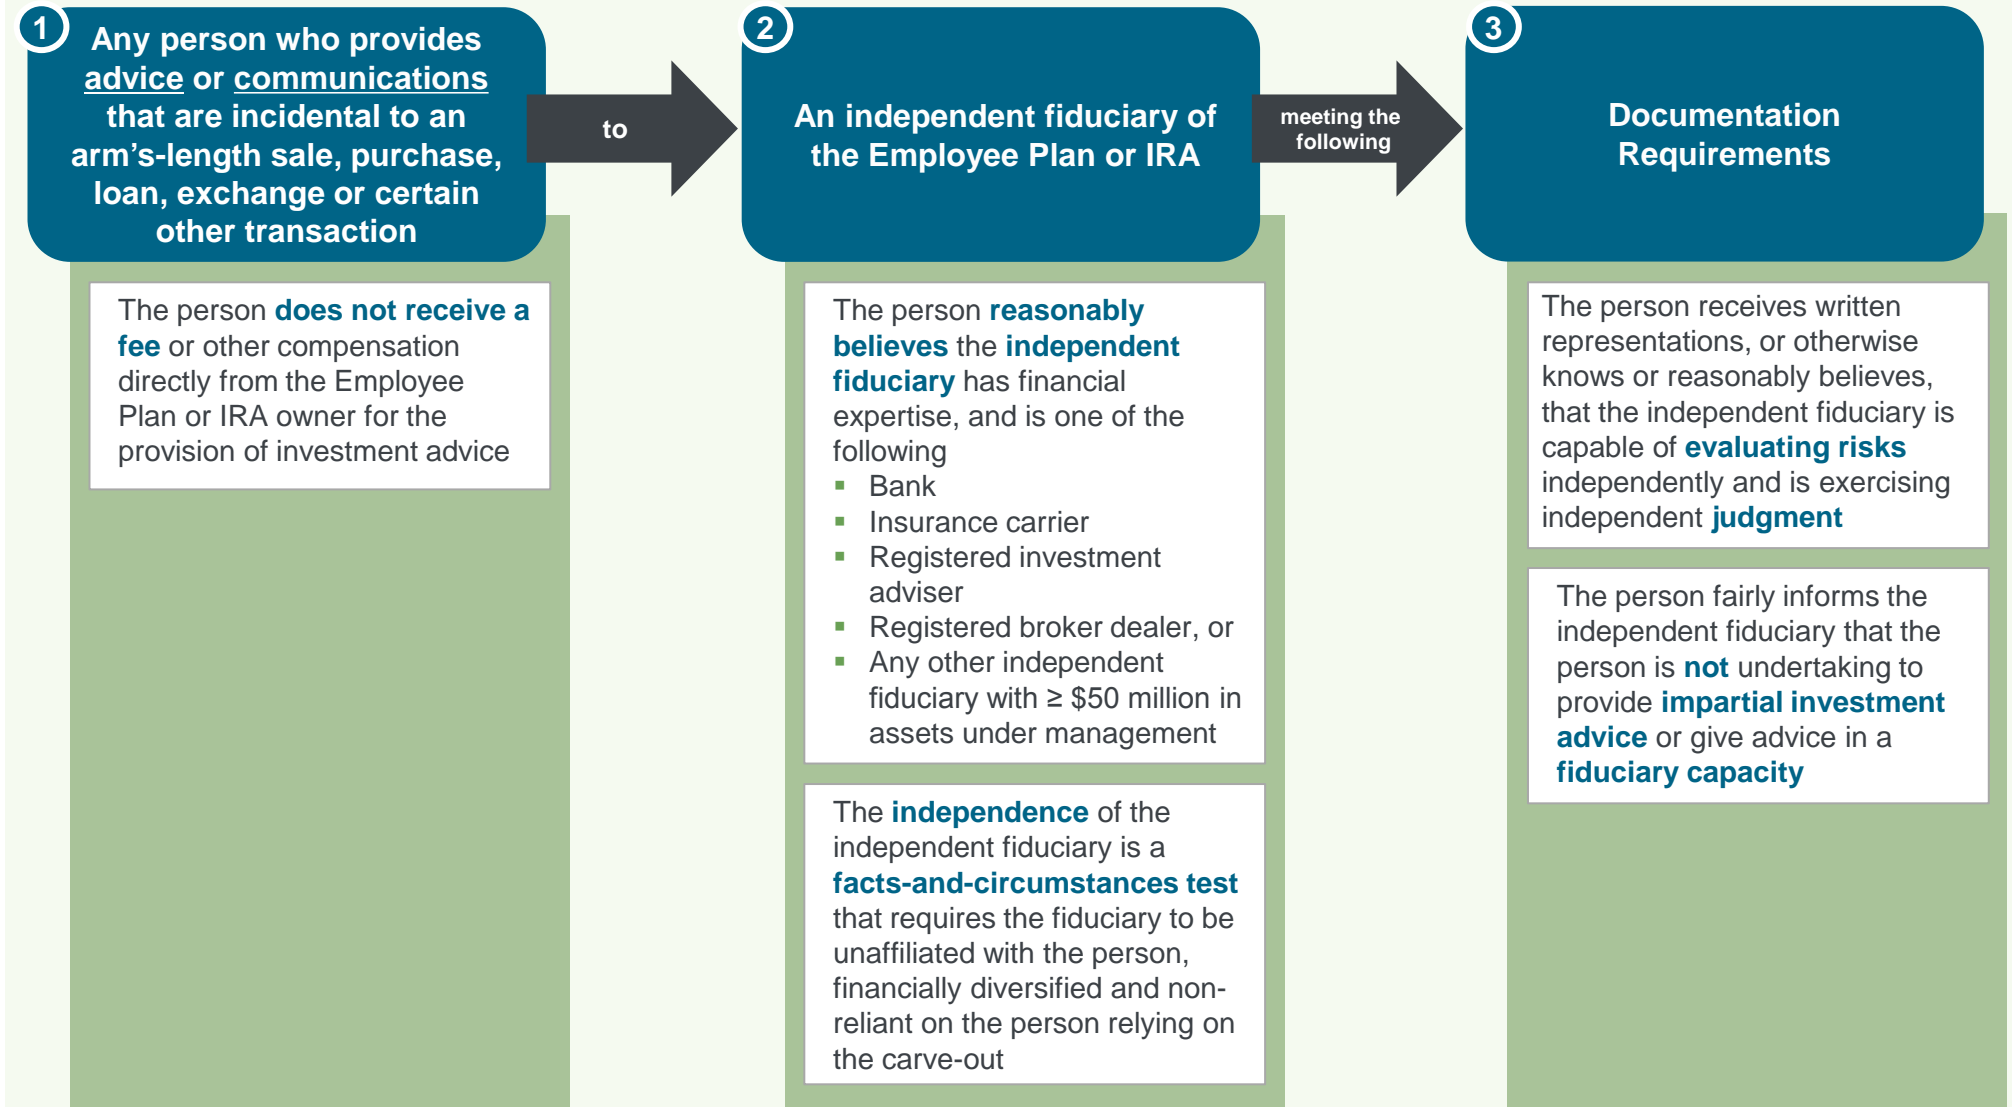 1
Any person who provides
advice or communications
that are incidental to an
arm's-length sale, purchase,
loan, exchange or certain
other transaction
The person does not receive a
fee or other compensation
directly from the Employee
Plan or IRA owner for the
provision of investment advice
to
2
An independent fiduciary of
the Employee Plan or IRA
The person reasonably
believes the independent
fiduciary has financial
expertise, and is one of the
following
▪ Bank
▪ Insurance carrier
▪ Registered investment
adviser
▪ Registered broker dealer, or
▪ Any other independent
fiduciary with ≥ $50 million in
assets under management
The independence of the
independent fiduciary is a
facts-and-circumstances test
that requires the fiduciary to be
unaffiliated with the person,
financially diversified and non-
reliant on the person relying on
the carve-out
meeting the
following
3
Documentation
Requirements
The person receives written
representations, or otherwise
knows or reasonably believes,
that the independent fiduciary is
capable of evaluating risks
independently and is exercising
independent judgment
The person fairly informs the
independent fiduciary that the
person is not undertaking to
provide impartial investment
advice or give advice in a
fiduciary capacity